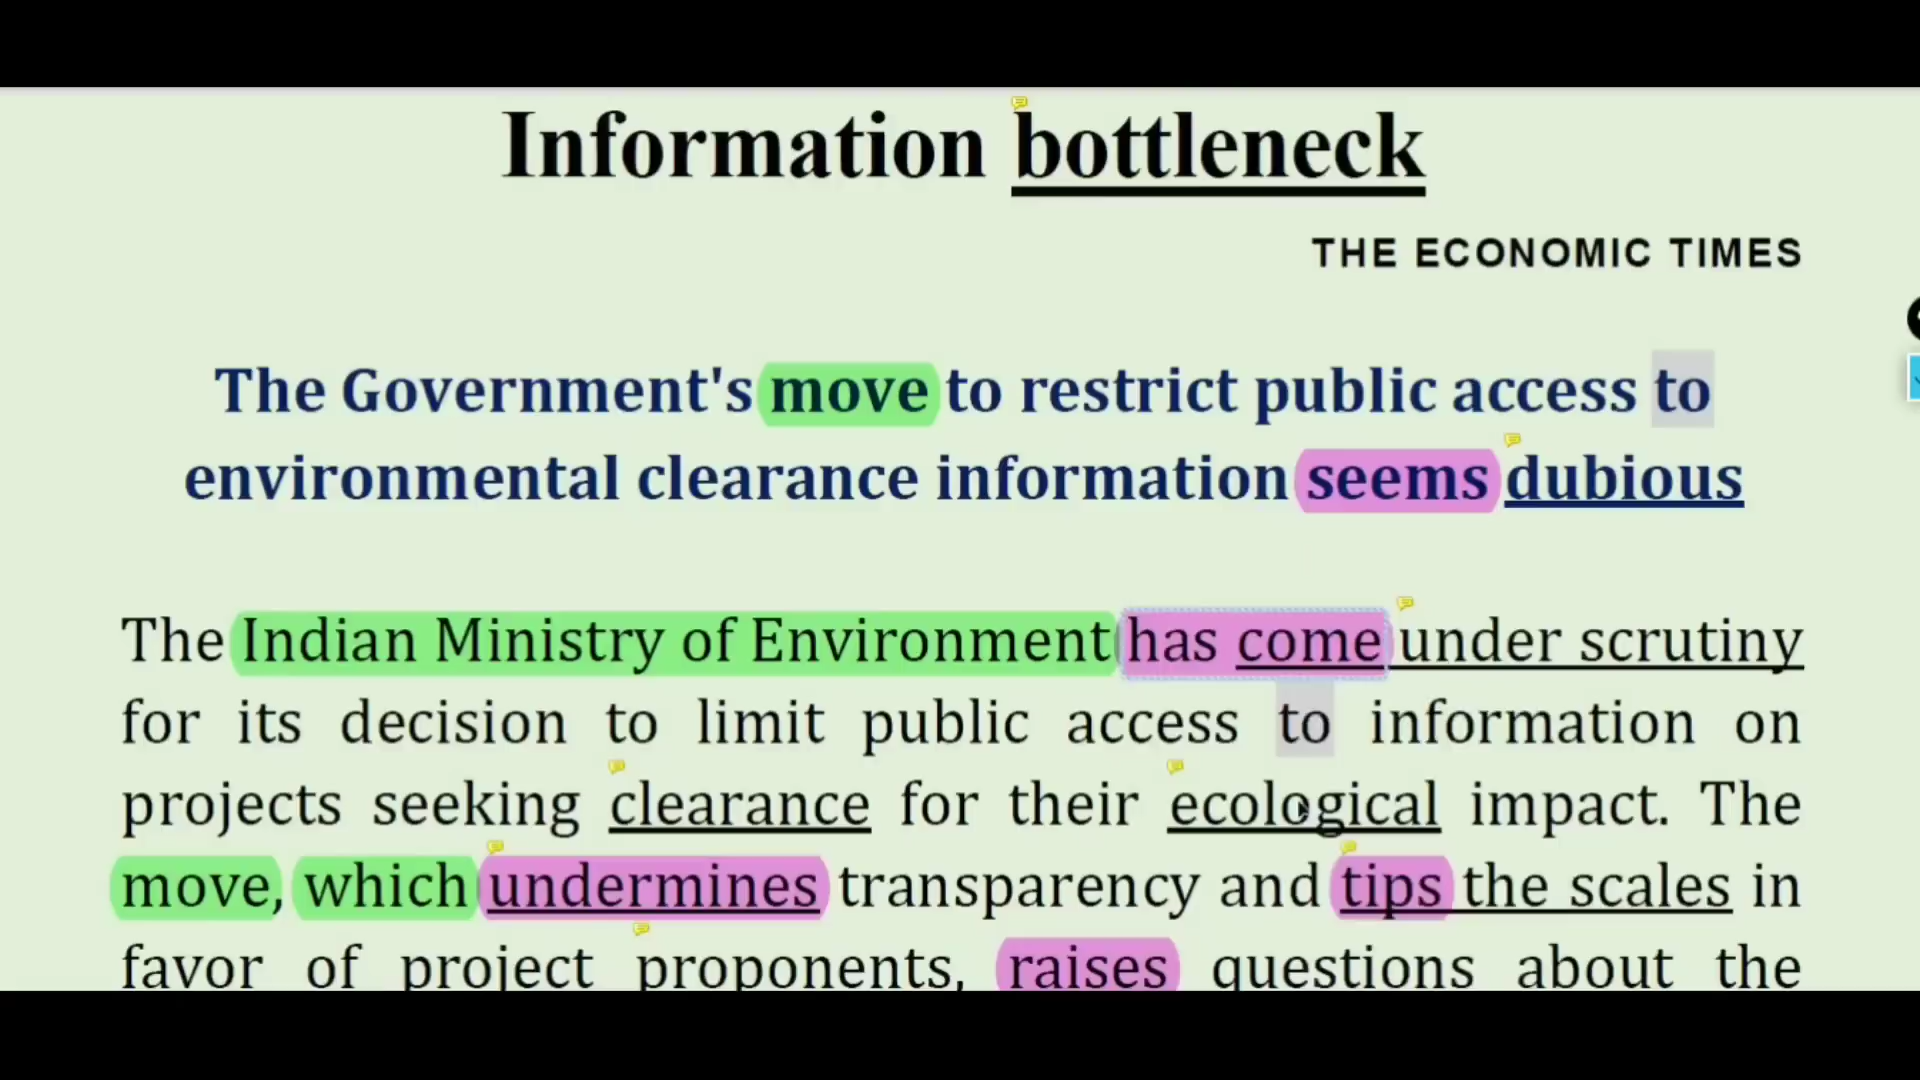 Information bottleneck
THE ECONOMIC TIMES
The Government's move to restrict public access to
environmental clearance information seems dubious
The Indian Ministry of Environment has come under scrutiny
for its decision to limit public access to information on
projects seeking clearance for their ecological impact. The
move, which undermines transparency and tips the scales in
favor of project proponents, raises questions about the